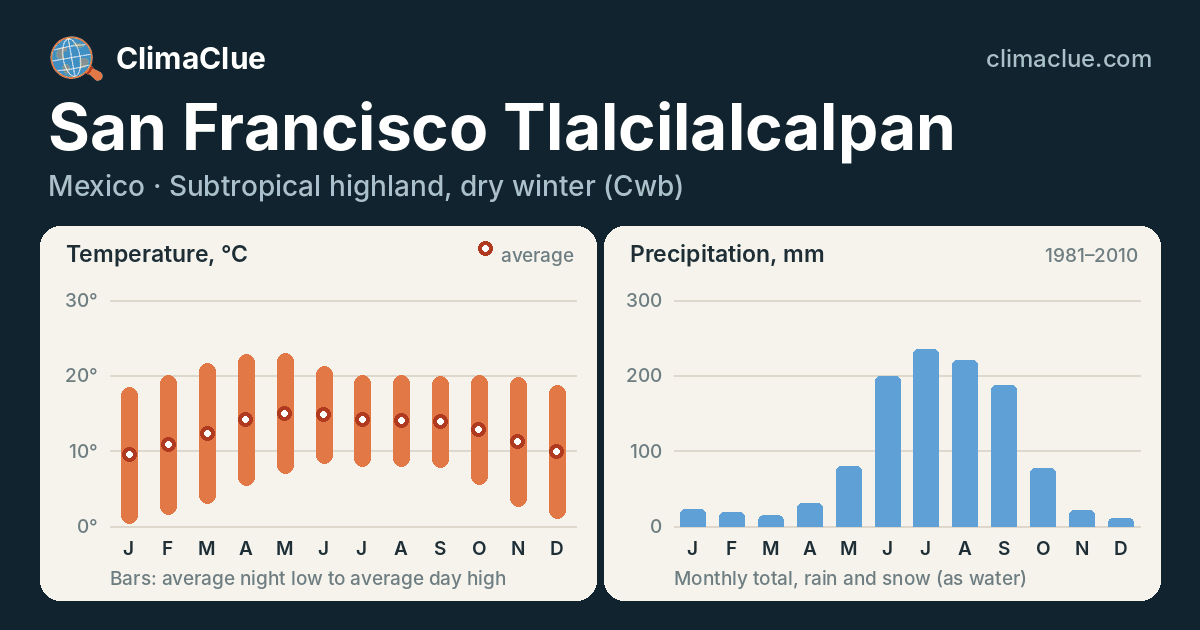 ClimaClue
climaclue.com
San Francisco Tlalcilalcalpan
Mexico · Subtropical highland, dry winter (Cwb)
Temperature, °C
average
30°
20°
10°
0°
J F M A M J J A S O N D
Bars: average night low to average day high
Precipitation, mm
1981–2010
300
200
100
0
J F M A M J J A S O N D
Monthly total, rain and snow (as water)